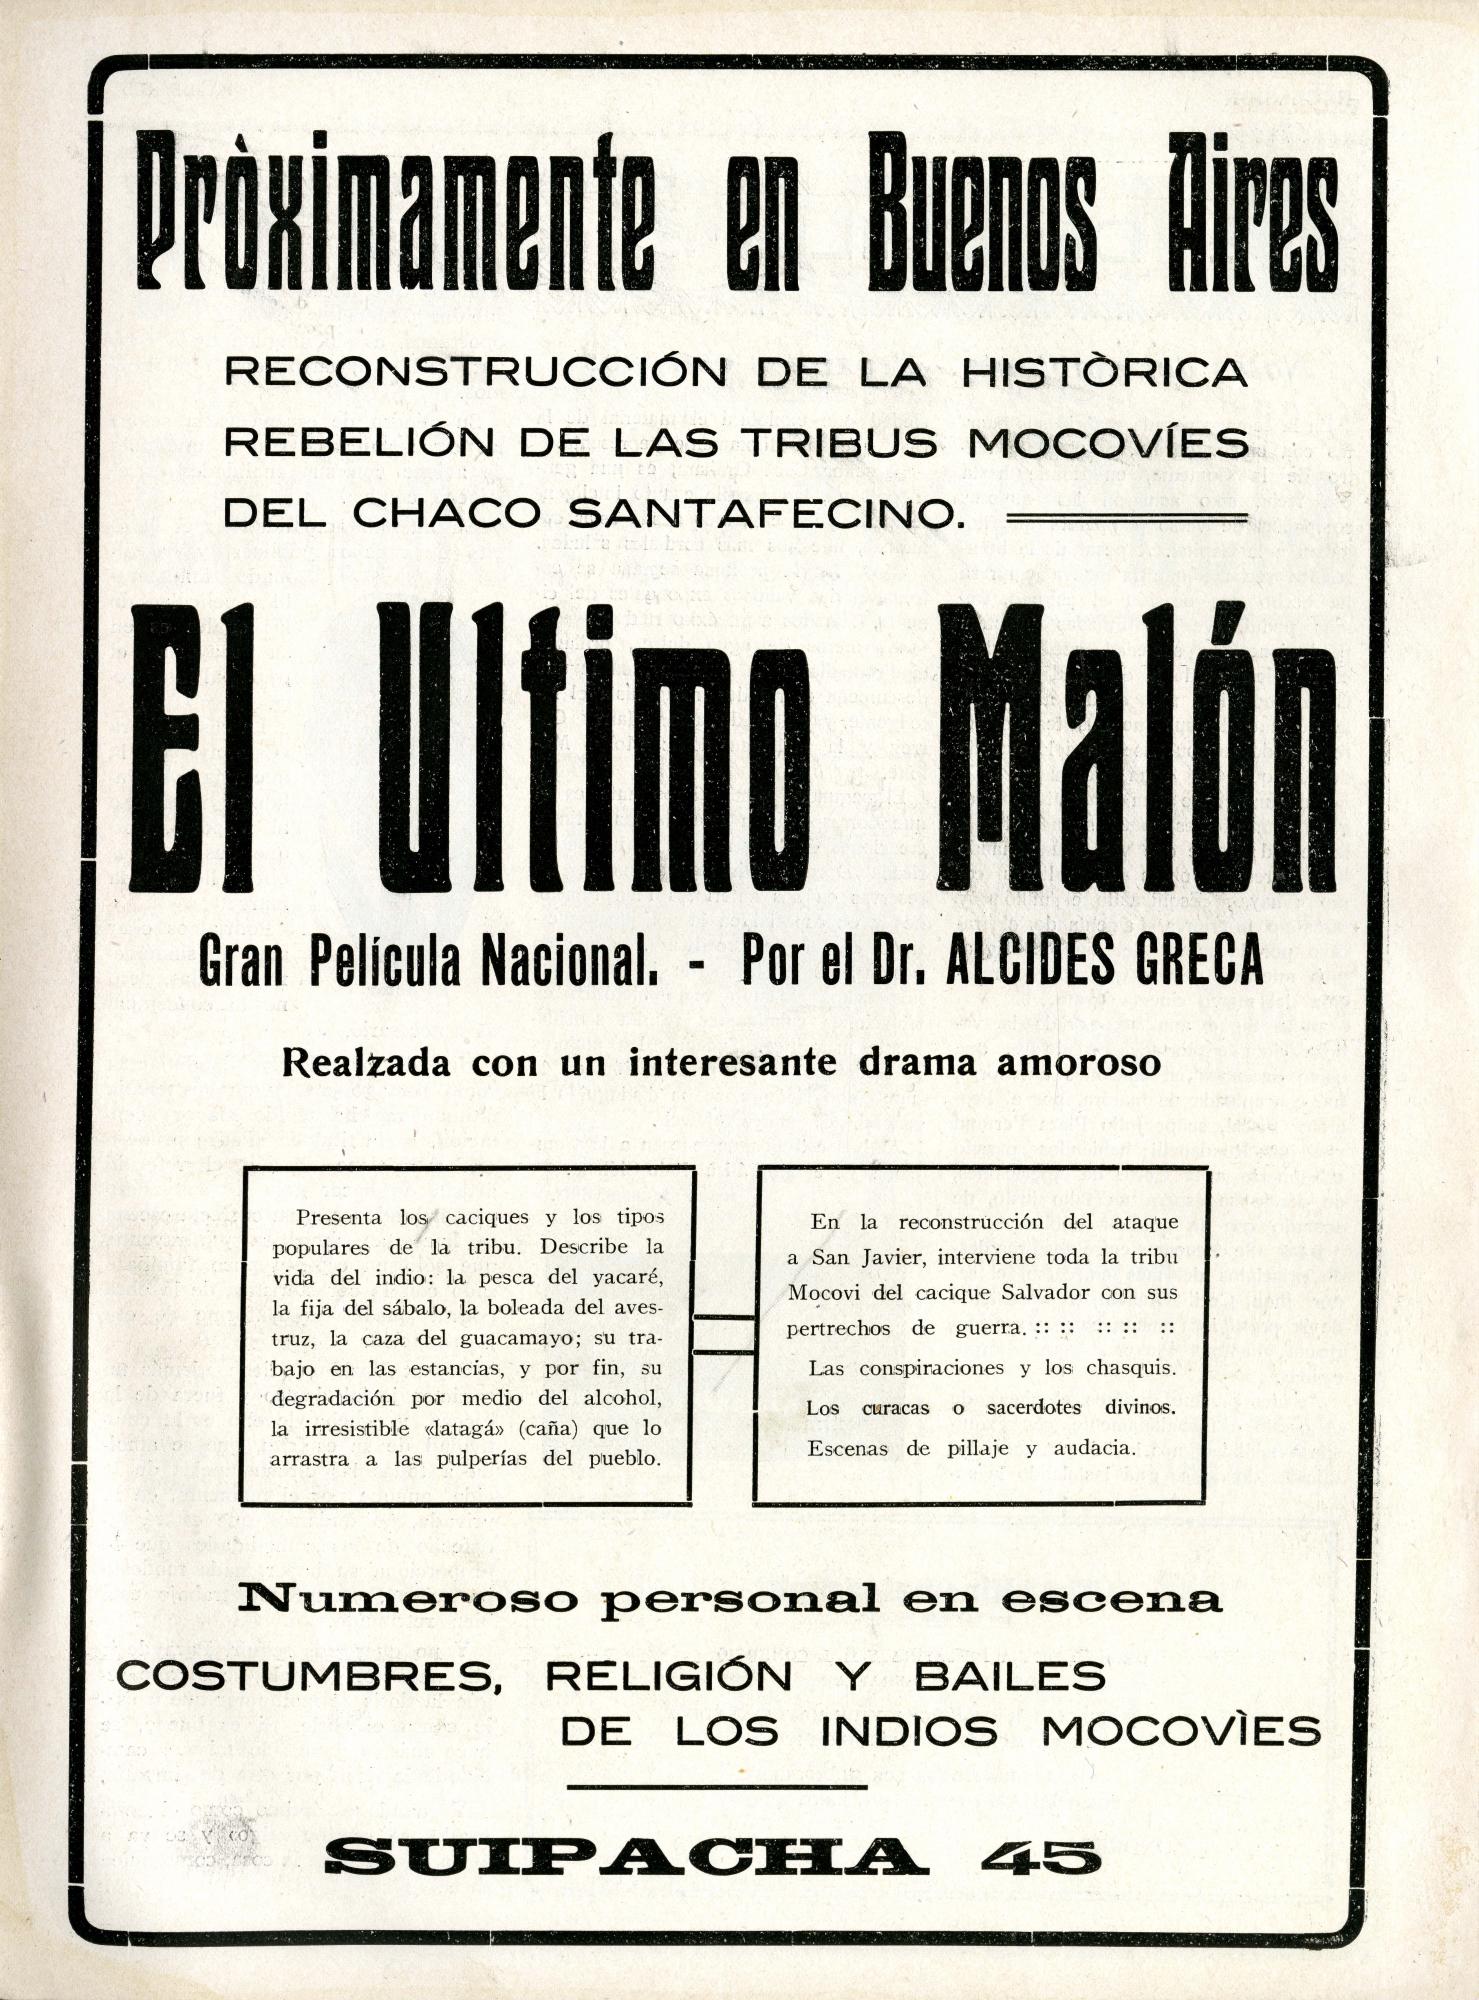 Pròximamente en Buenos Aires
RECONSTRUCCIÓN DE LA HISTÒRICA
REBELIÓN DE LAS TRIBUS MOCOVÍES
DEL CHACO SANTAFECINO.
El Ultimo Malón
Gran Película Nacional. - Por el Dr. ALCIDES GRECA
Realzada con un interesante drama amoroso
Presenta los caciques y los tipos
populares de la tribu. Describe la
vida del indio: la pesca del yacaré,
la fija del sábalo, la boleada del aves-
truz, la caza del guacamayo; su tra-
bajo en las estancías, y por fin, su
degradación por medio del alcohol,
la irresistible «latagá» (caña) que lo
arrastra a las pulperías del pueblo.
En la reconstrucción del ataque
a San Javier, interviene toda la tribu
Mocovi del cacique Salvador con sus
pertrechos de guerra. :: :: :: :: ::
Las conspiraciones y los chasquis.
Los curacas o sacerdotes divinos.
Escenas de pillaje y audacia.
Numeroso personal en escena
COSTUMBRES, RELIGIÓN Y BAILES
DE LOS INDIOS MOCOVÌES
SUIPACHA 45